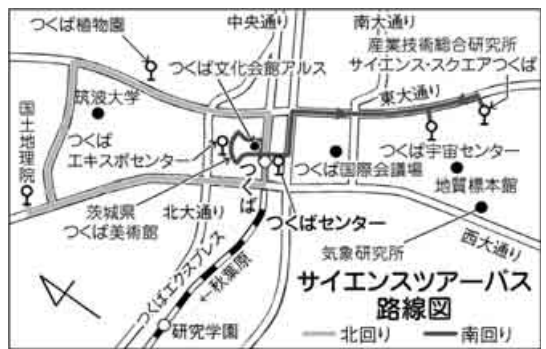 中央通り
南大通り
つくば植物園
産業技術総合研究所
サイエンス・スクエアつくば
つくば文化会館アルス
東大通り
筑波大学
国土地理院
つくば
エキスポセンター
つくば宇宙センター
つくば国際会議場
つくば
地質標本館
茨城県
つくば美術館
北大通り
つくばセンター
気象研究所
西大通り
つくばエクスプレス
←秋葉原
サイエンスツアーバス
路線図
研究学園
北回り
南回り